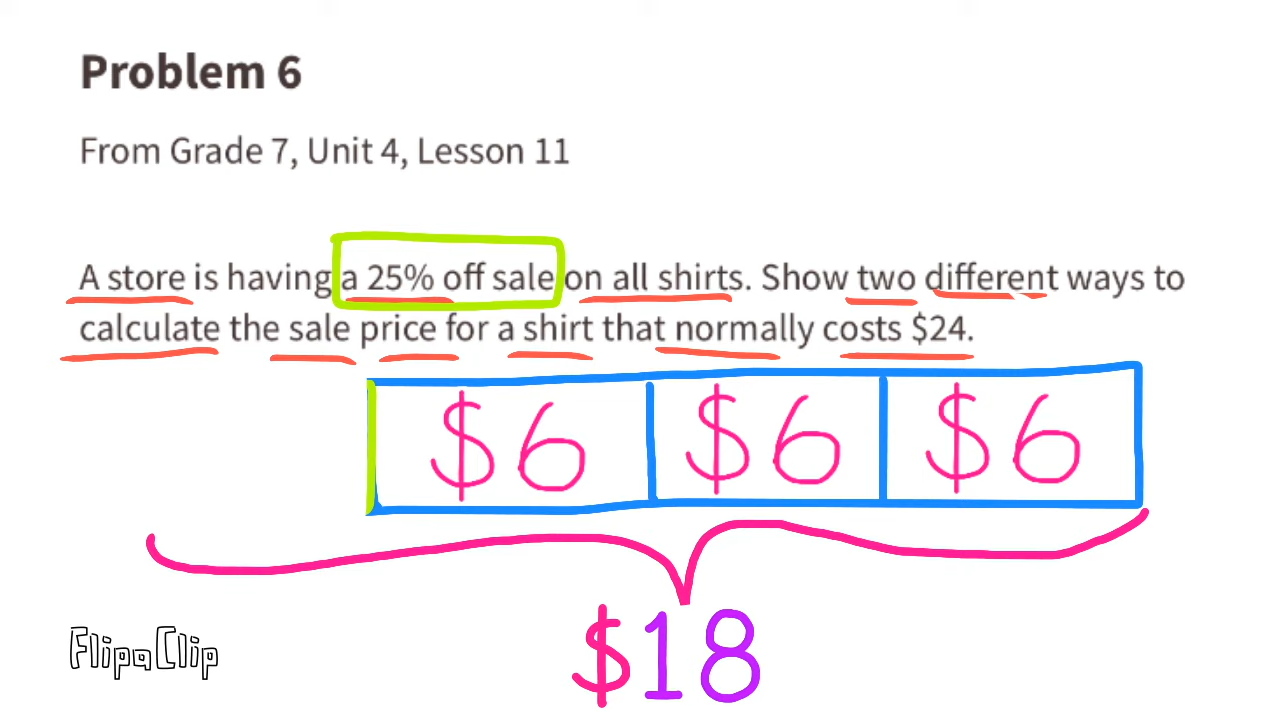 Problem 6
From Grade 7, Unit 4, Lesson 11
A store is having a 25% off sale on all shirts. Show two different ways to
calculate the sale price for a shirt that normally costs $24.
$6 $6 $6
$18
FlipaClip